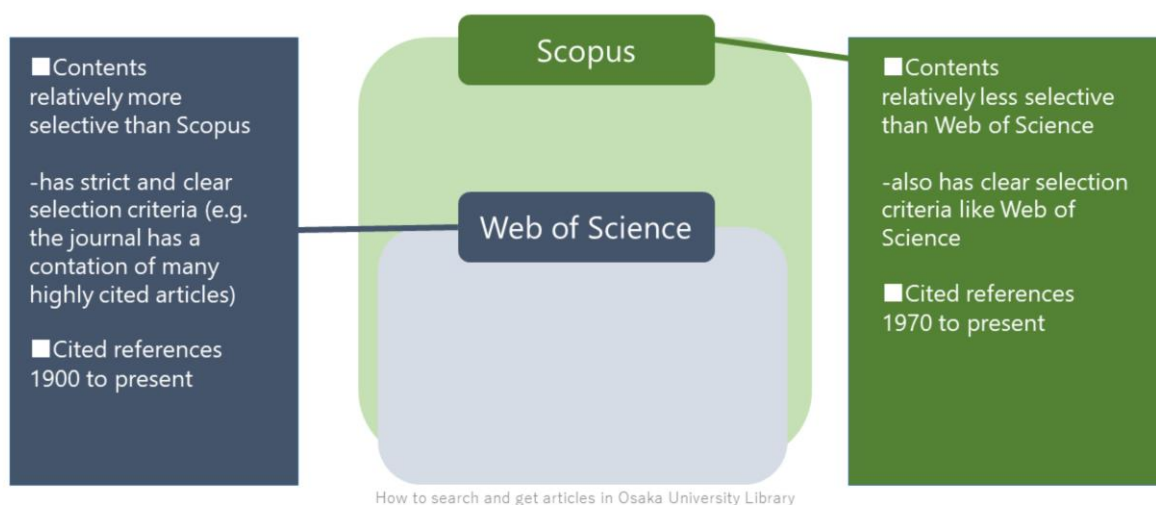 Scopus
■Contents
relatively more
selective than Scopus
-has strict and clear
selection criteria (e.g.
the journal has a
contation of many
highly cited articles)
■Cited references
1900 to present
Web of Science
■Contents
relatively less selective
than Web of Science
-also has clear selection
criteria like Web of
Science
■Cited references
1970 to present
How to search and get articles in Osaka University Library